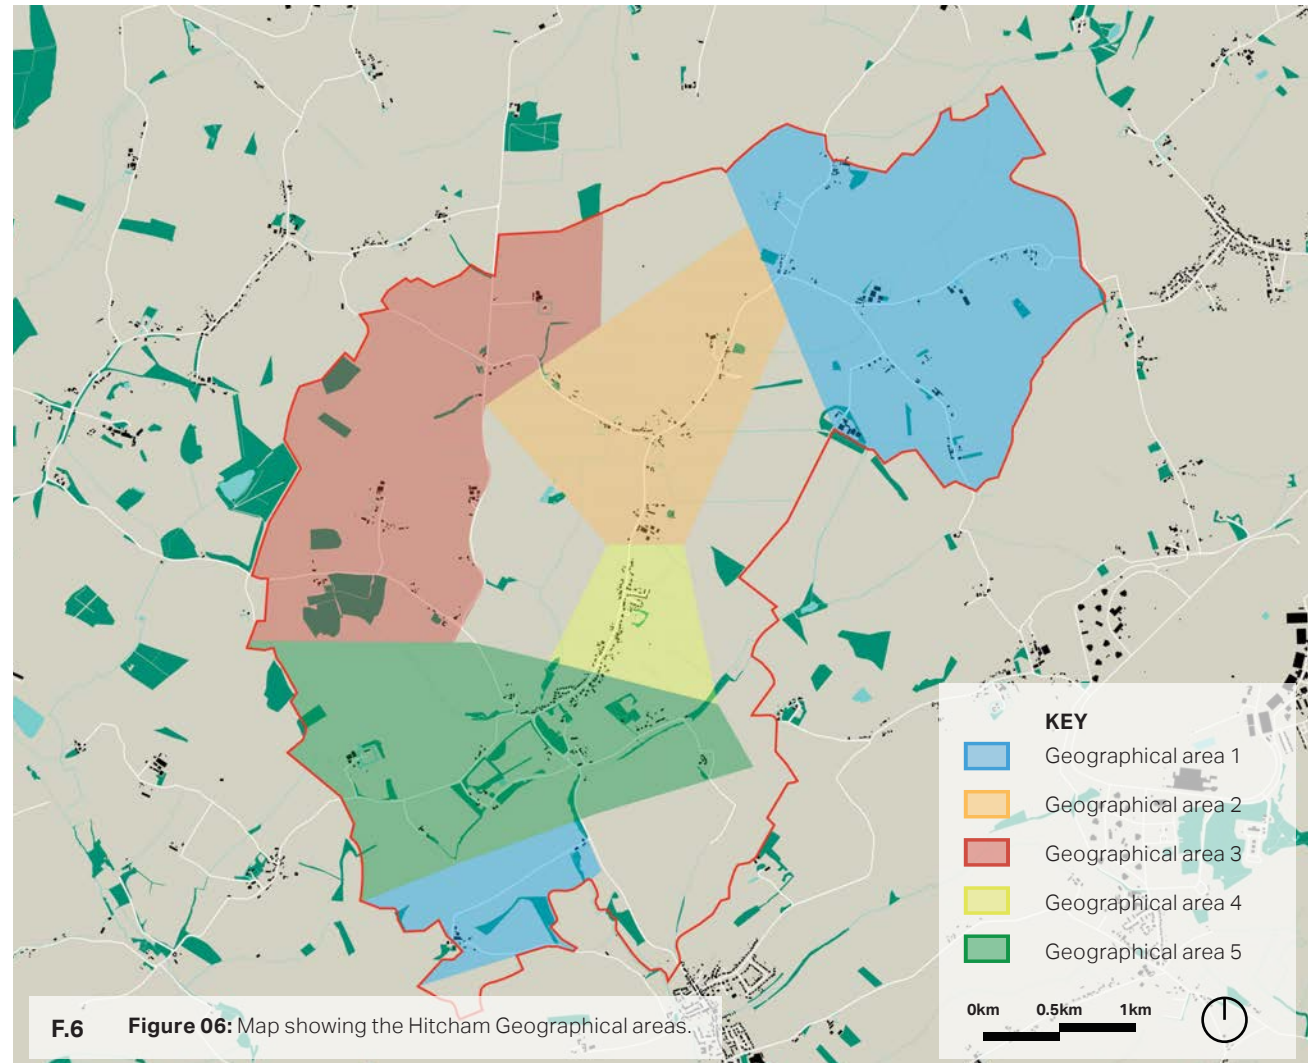 KEY
Geographical area 1
Geographical area 2
Geographical area 3
Geographical area 4
Geographical area 5
0km 0.5km 1km
F.6 Figure 06: Map showing the Hitcham Geographical areas.